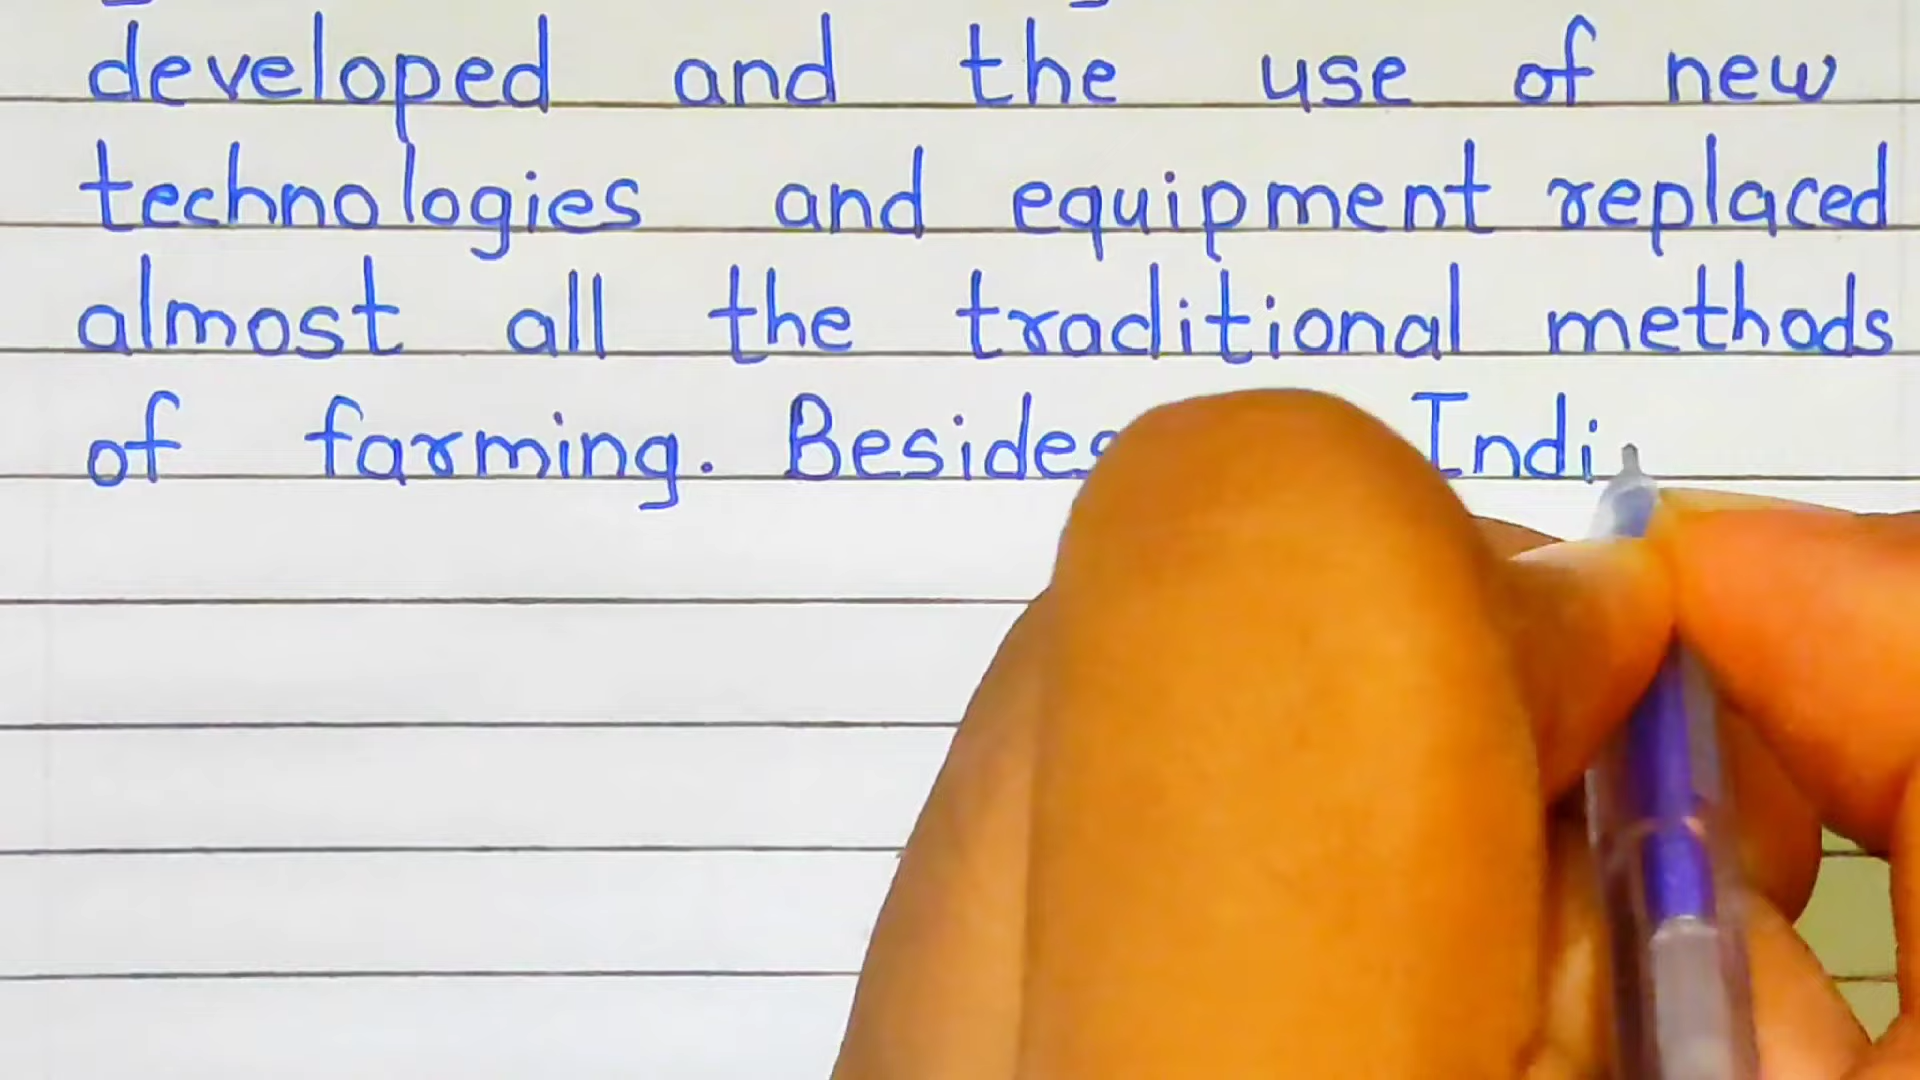 developed and the use of new
technologies and equipment replaced
almost all the traditional methods
of farming. Besides Indi